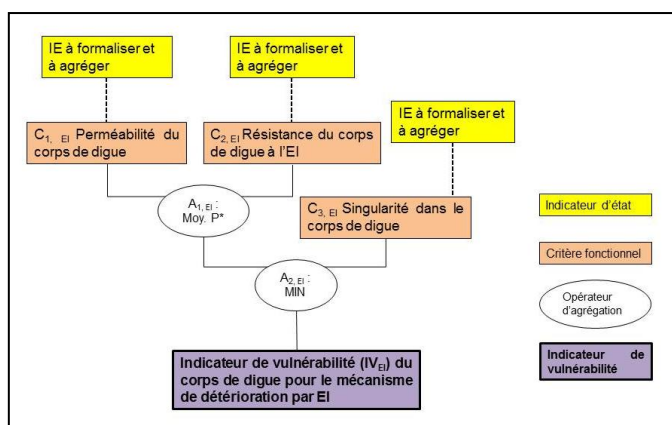 IE à formaliser et
à agréger
IE à formaliser et
à agréger
IE à formaliser et
à agréger
C1, EI Perméabilité du
corps de digue
C2, EI Résistance du corps
de digue à l'EI
A1, EI :
Moy. P*
C3, EI Singularité dans le
corps de digue
A2, EI :
MIN
Indicateur de vulnérabilité (IVEI) du
corps de digue pour le mécanisme
de détérioration par EI
Indicateur d'état
Critère fonctionnel
Opérateur
d'agrégation
Indicateur de
vulnérabilité